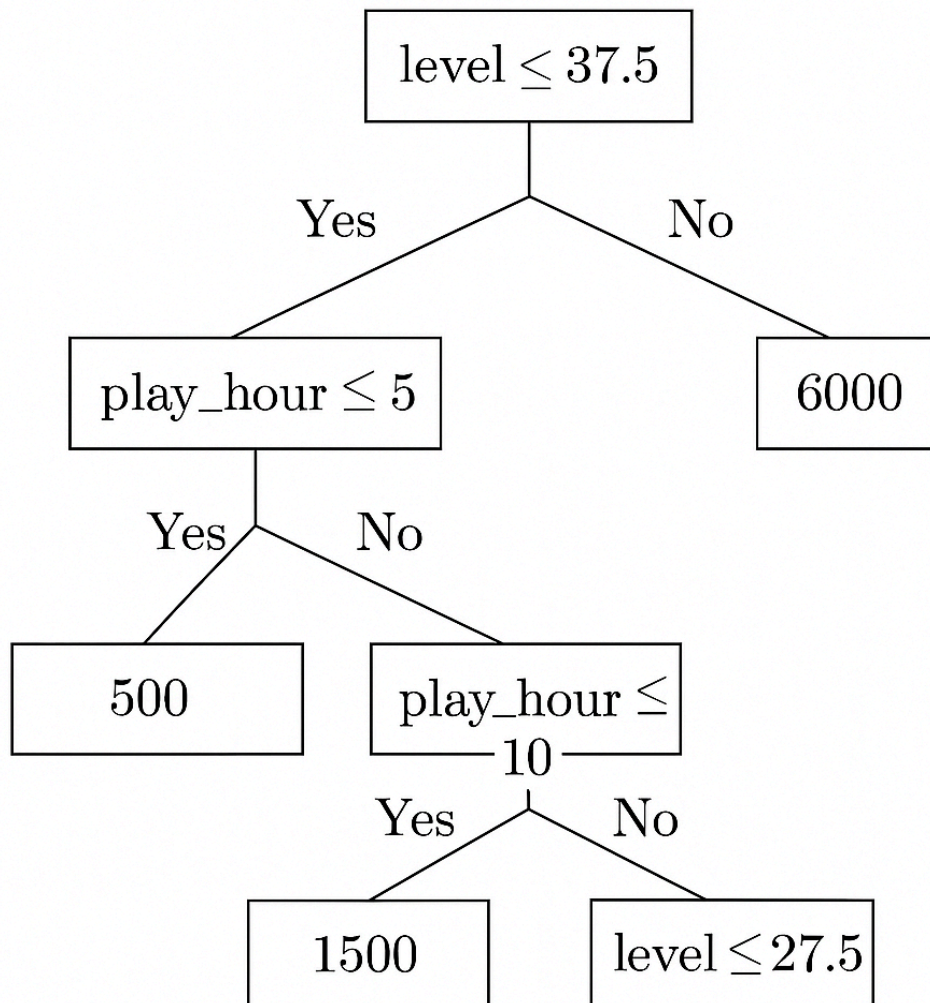 level ≤ 37.5
Yes
No
play_hour ≤ 5
6000
Yes
No
500
play_hour ≤
10
Yes
No
1500
level ≤ 27.5